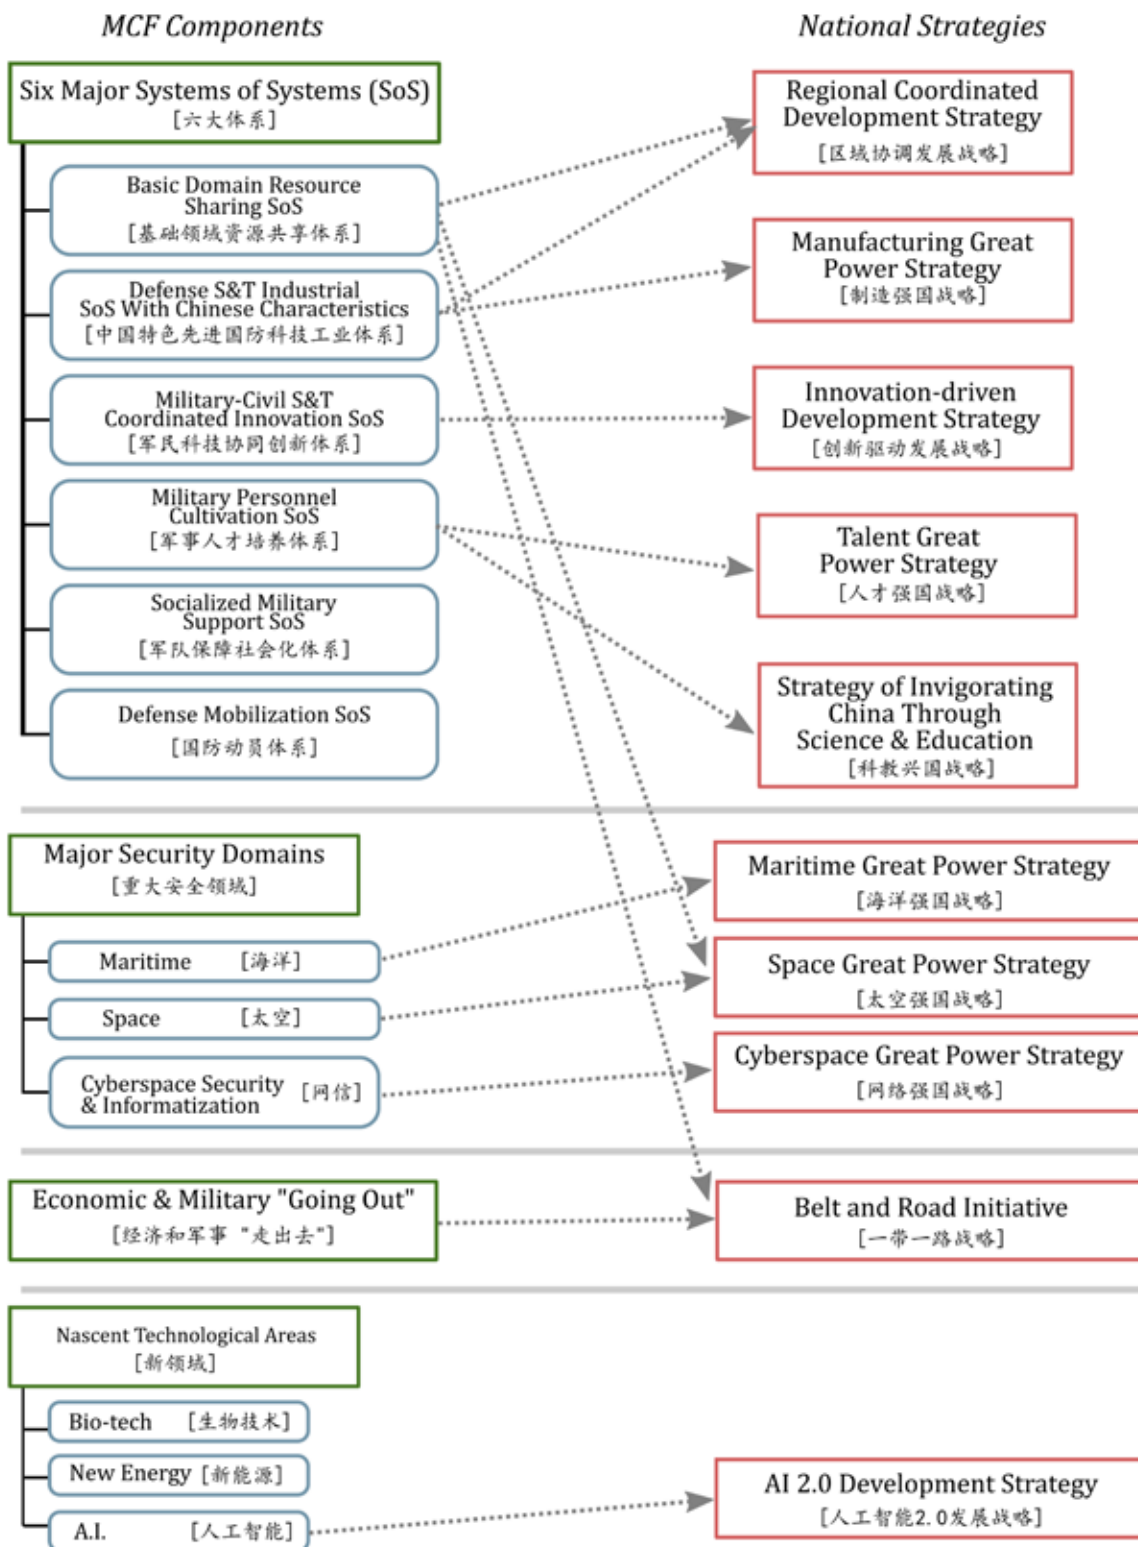 MCF Components
National Strategies
Six Major Systems of Systems (SoS)
[六大体系]
Basic Domain Resource
Sharing SoS
[基础领域资源共享体系]
Defense S&T Industrial
SoS With Chinese Characteristics
[中国特色先进国防科技工业体系]
Military-Civil S&T
Coordinated Innovation SoS
[军民科技协同创新体系]
Military Personnel
Cultivation SoS
[军事人才培养体系]
Socialized Military
Support SoS
[军队保障社会化体系]
Defense Mobilization SoS
[国防动员体系]
Regional Coordinated
Development Strategy
[区域协调发展战略]
Manufacturing Great
Power Strategy
[制造强国战略]
Innovation-driven
Development Strategy
[创新驱动发展战略]
Talent Great
Power Strategy
[人才强国战略]
Strategy of Invigorating
China Through
Science & Education
[科教兴国战略]
Major Security Domains
[重大安全领域]
Maritime [海洋]
Space [太空]
Cyberspace Security
& Informatization [网信]
Maritime Great Power Strategy
[海洋强国战略]
Space Great Power Strategy
[太空强国战略]
Cyberspace Great Power Strategy
[网络强国战略]
Economic & Military "Going Out"
[经济和军事 "走出去"]
Belt and Road Initiative
[一带一路战略]
Nascent Technological Areas
[新领域]
Bio-tech [生物技术]
New Energy [新能源]
A.I. [人工智能]
AI 2.0 Development Strategy
[人工智能2.0发展战略]